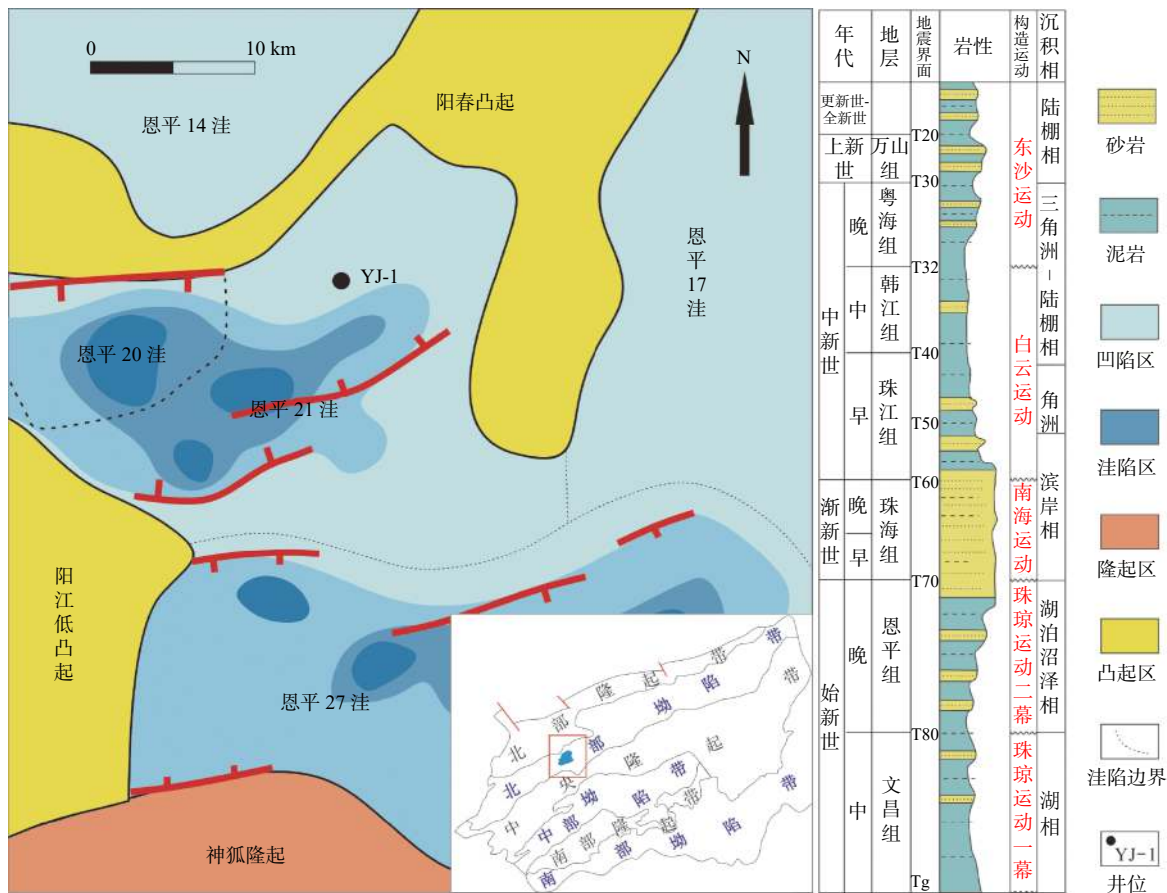 0 10 km
N
恩平 14 洼
阳春凸起
恩平 17 洼
YJ-1
恩平 20 洼
恩平 21 洼
阳江低凸起
恩平 27 洼
神狐隆起
北部隆起带
北部坳陷带
中央隆起带
中部坳陷带
南部隆起带
南部坳陷带
年代
地层
地震界面
岩性
构造运动
沉积相
更新世-
全新世
T20
上新世
万山组
T30
中新世
晚
粤海组
T32
中
韩江组
T40
早
珠江组
T50
T60
渐新世
晚
早
珠海组
T70
始新世
晚
恩平组
T80
中
文昌组
Tg
东沙运动
白云运动
南海运动
珠琼运动二幕
珠琼运动一幕
陆棚相
三角洲-陆棚相
角洲
滨岸相
湖泊沼泽相
湖相
砂岩
泥岩
凹陷区
洼陷区
隆起区
凸起区
洼陷边界
YJ-1
井位